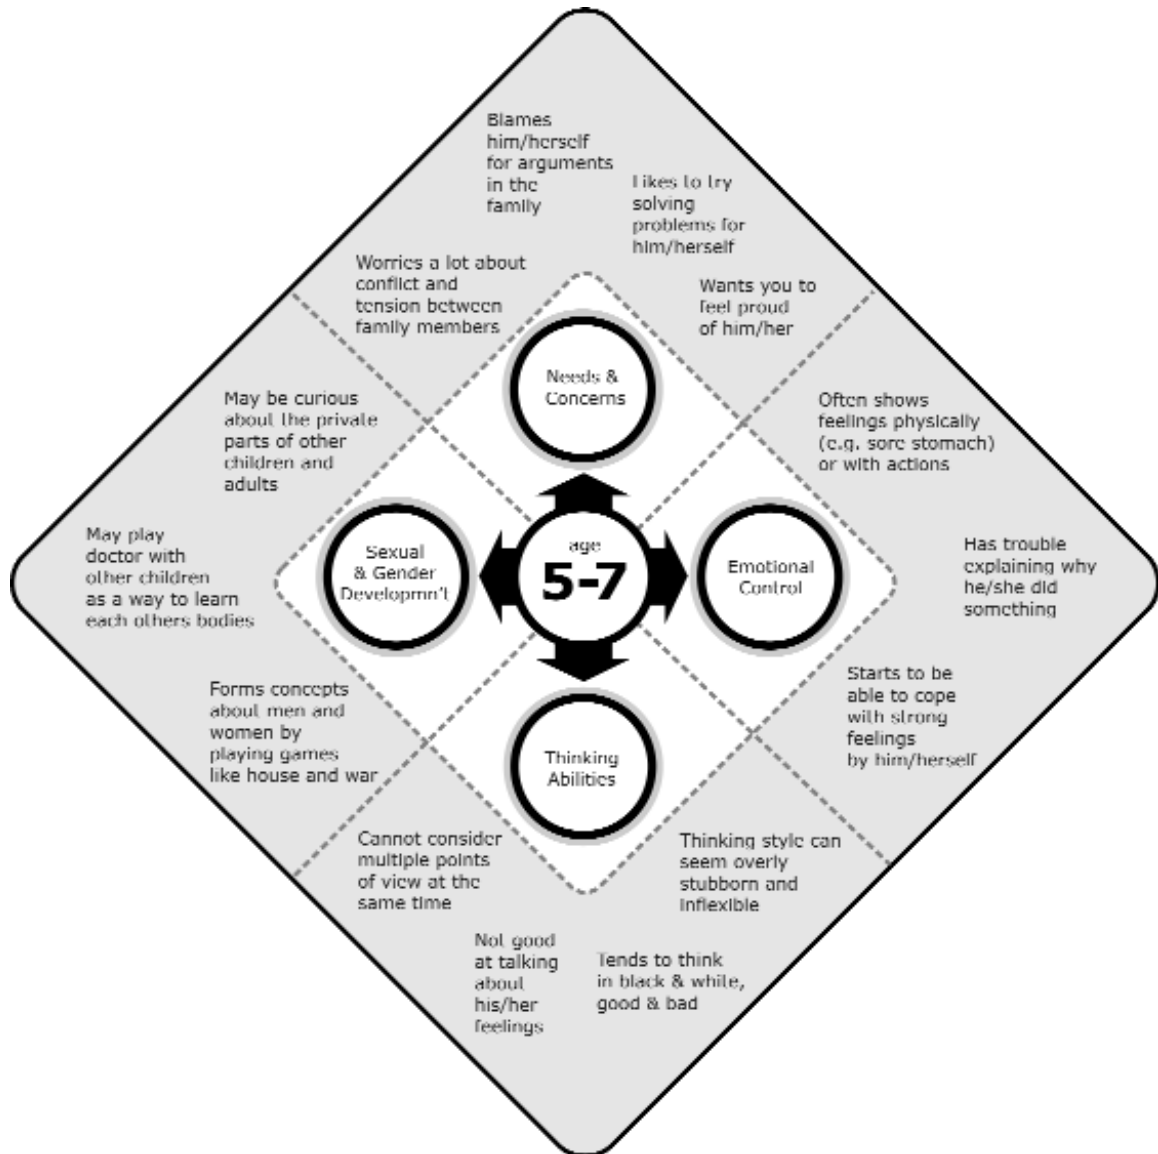 Blames
him/herself
for arguments
in the
family
Likes to try
solving
problems for
him/herself
Worries a lot about
conflict and
tension between
family members
Wants you to
feel proud
of him/her
Needs &
Concerns
May be curious
about the private
parts of other
children and
adults
Often shows
feelings physically
(e.g. sore stomach)
or with actions
May play
doctor with
other children
as a way to learn
each others bodies
Sexual
& Gender
Developmn't
age
5-7
Emotional
Control
Has trouble
explaining why
he/she did
something
Forms concepts
about men and
women by
playing games
like house and war
Starts to be
able to cope
with strong
feelings
by him/herself
Thinking
Abilities
Cannot consider
multiple points
of view at the
same time
Thinking style can
seem overly
stubborn and
inflexible
Not good
at talking
about
his/her
feelings
Tends to think
in black & white,
good & bad